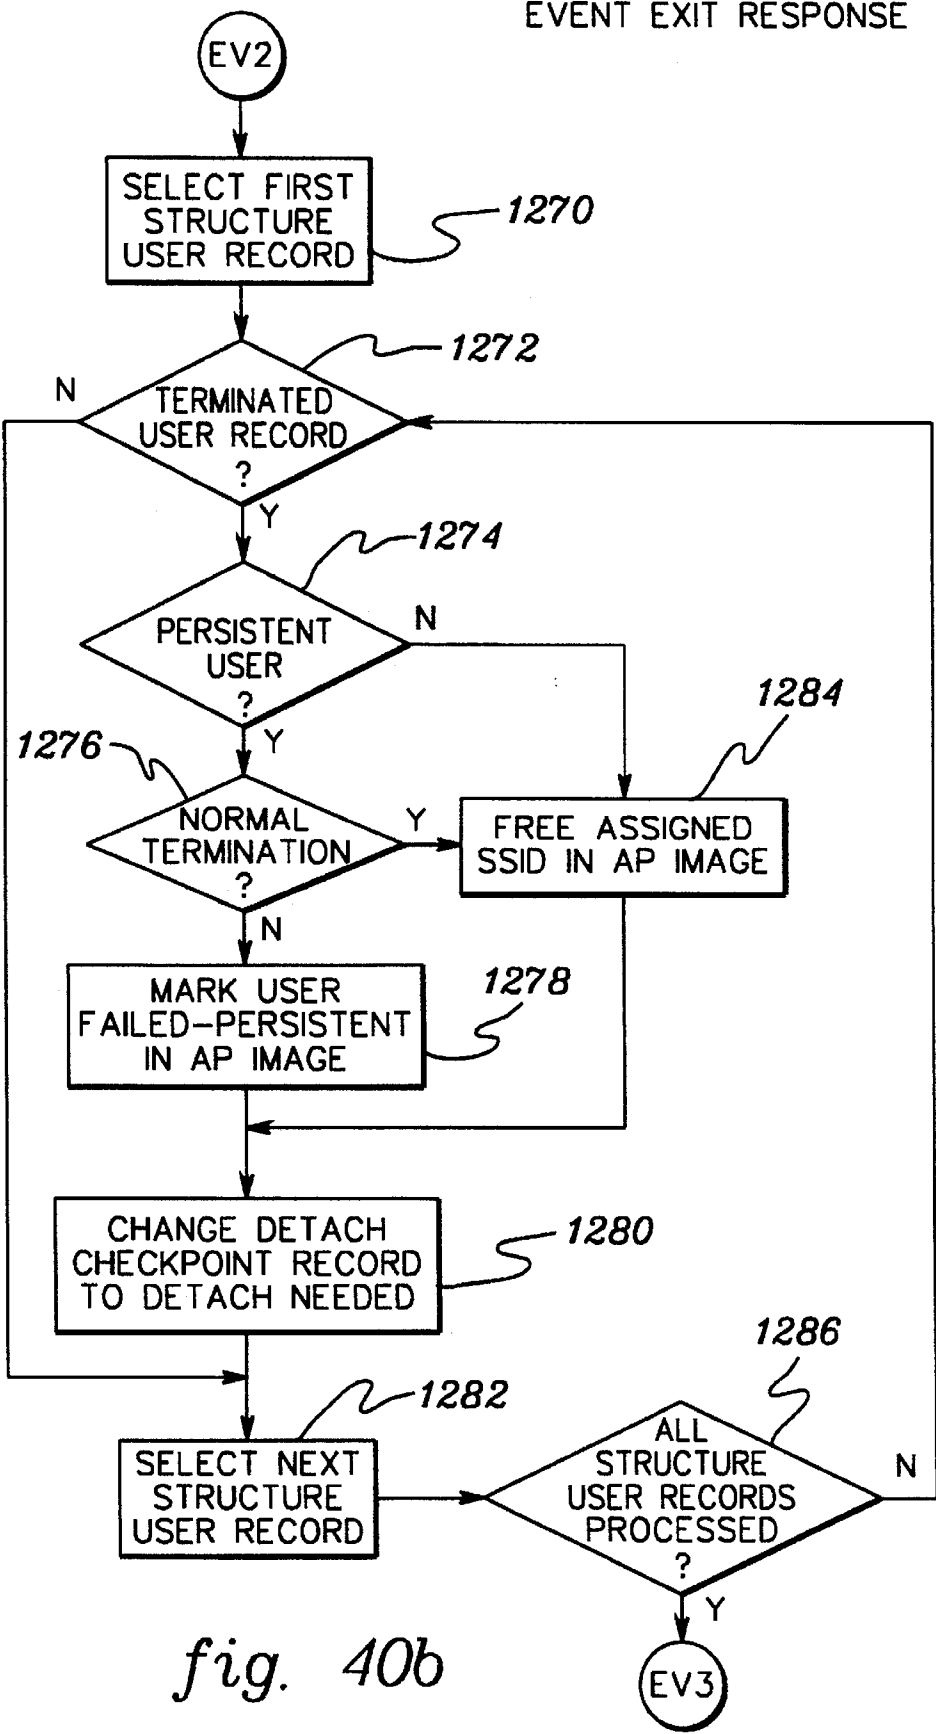 EVENT EXIT RESPONSE
EV2
SELECT FIRST
STRUCTURE
USER RECORD
1270
1272
N
TERMINATED
USER RECORD
?
Y
1274
N
PERSISTENT
USER
?
Y
1284
1276
NORMAL
TERMINATION
?
Y
N
FREE ASSIGNED
SSID IN AP IMAGE
MARK USER
FAILED-PERSISTENT
IN AP IMAGE
1278
CHANGE DETACH
CHECKPOINT RECORD
TO DETACH NEEDED
1280
1286
1282
SELECT NEXT
STRUCTURE
USER RECORD
ALL
STRUCTURE
USER RECORDS
PROCESSED
?
N
Y
EV3
fig. 40b